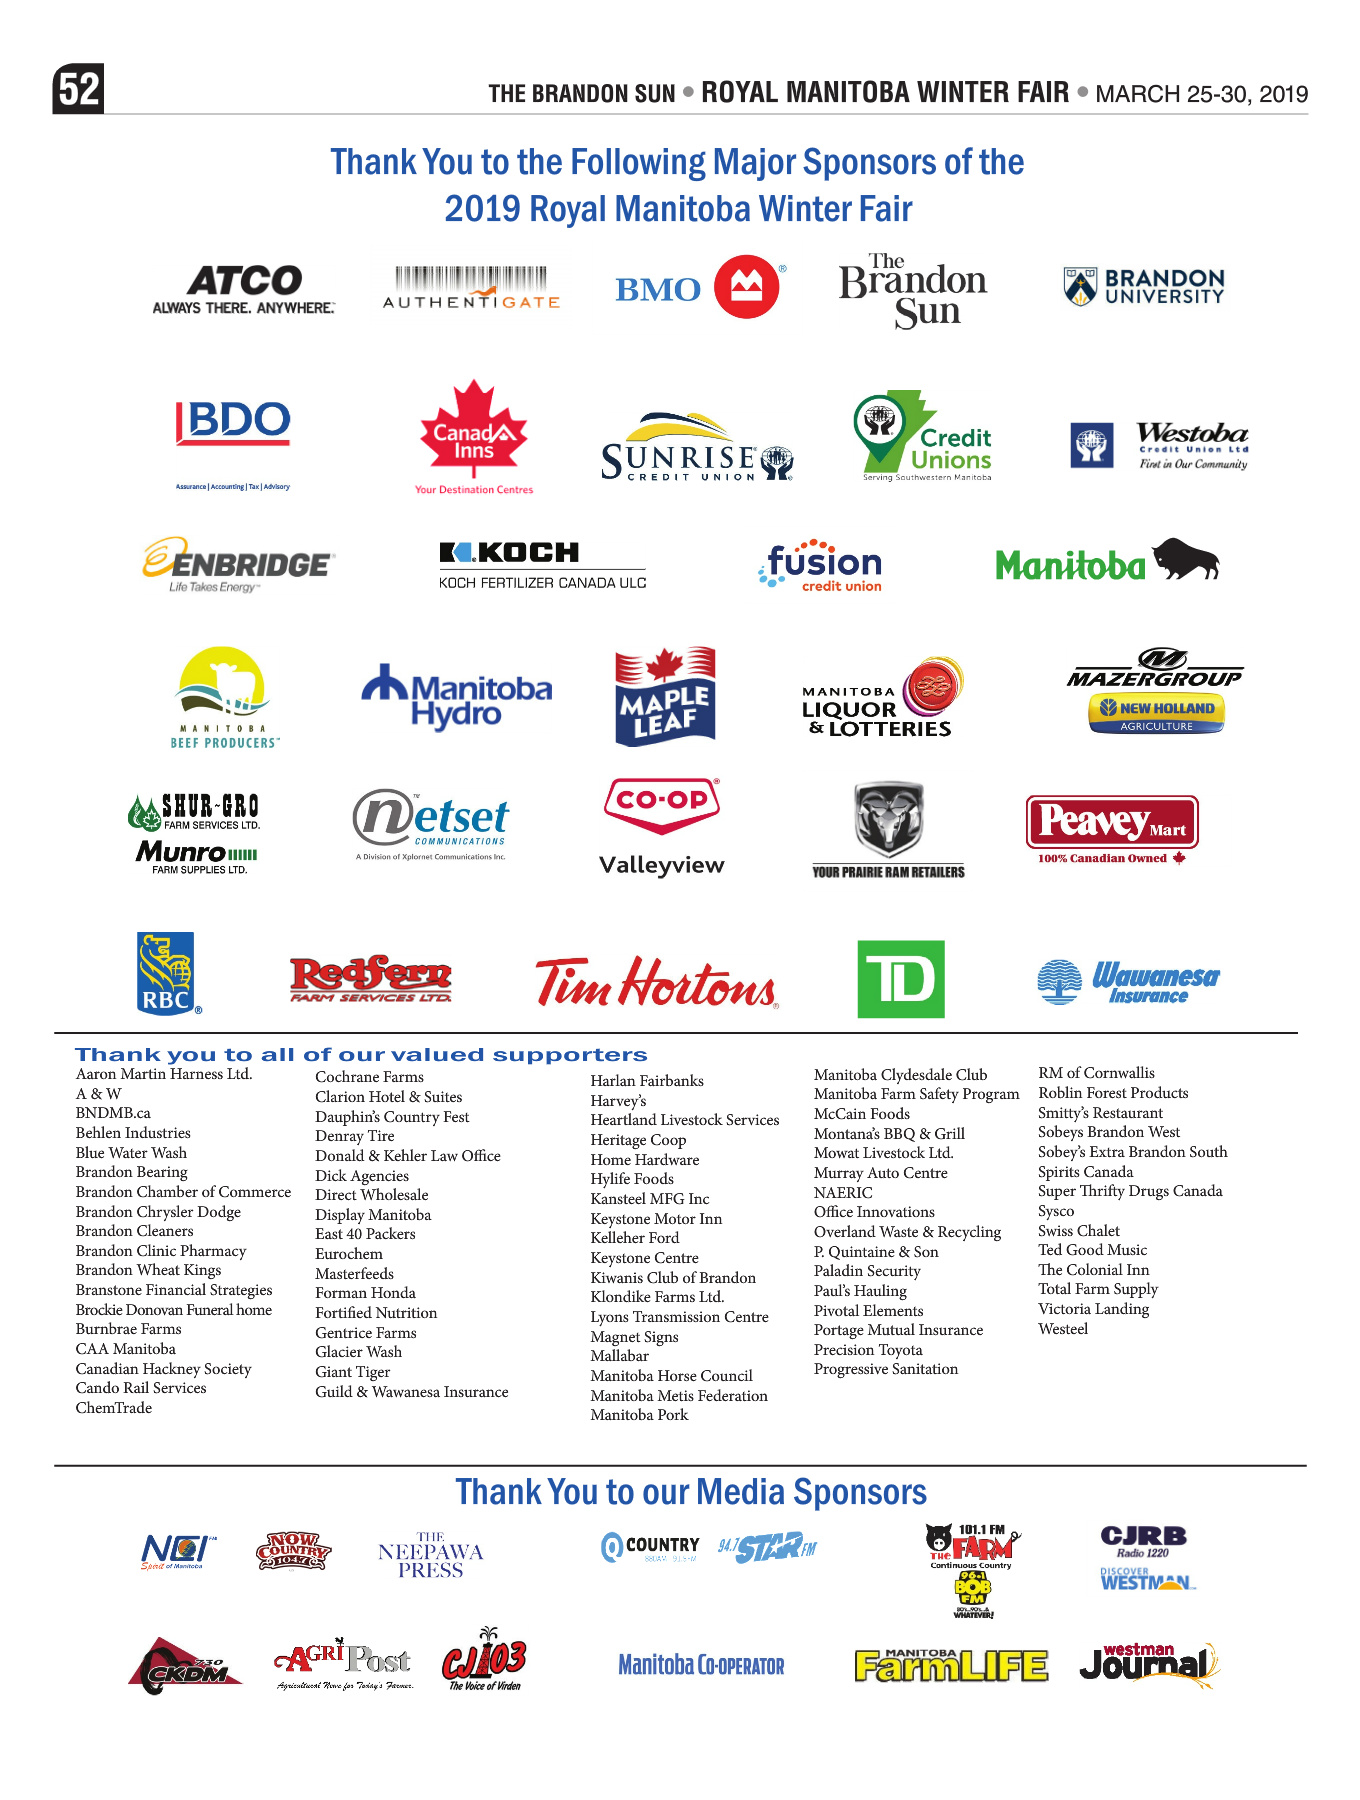 52
THE BRANDON SUN • ROYAL MANITOBA WINTER FAIR • MARCH 25-30, 2019
Thank You to the Following Major Sponsors of the
2019 Royal Manitoba Winter Fair
ATCO
ALWAYS THERE. ANYWHERE.™
AUTHENTIGATE
BMO ®
The
Brandon
Sun
BRANDON
UNIVERSITY
BDO
Assurance | Accounting | Tax | Advisory
Canad
Inns
Your Destination Centres
SUNRISE
CREDIT UNION
Credit
Unions
Serving Southwestern Manitoba
Westoba
Credit Union Ltd
First in Our Community
ENBRIDGE
Life Takes Energy™
KOCH
KOCH FERTILIZER CANADA ULC
fusion
credit union
Manitoba
MANITOBA
BEEF PRODUCERS™
Manitoba
Hydro
MAPLE
LEAF
MANITOBA
LIQUOR
& LOTTERIES
MAZERGROUP
NEW HOLLAND
AGRICULTURE
SHUR-GRO
FARM SERVICES LTD.
Munro
FARM SUPPLIES LTD.
netset
COMMUNICATIONS
A Division of Xplornet Communications Inc.
CO-OP ®
Valleyview
YOUR PRAIRIE RAM RETAILERS
Peavey Mart
100% Canadian Owned
RBC ®
Redfern
FARM SERVICES LTD.
Tim Hortons ®
TD
Wawanesa
Insurance
Thank you to all of our valued supporters
Aaron Martin Harness Ltd.
A & W
BNDMB.ca
Behlen Industries
Blue Water Wash
Brandon Bearing
Brandon Chamber of Commerce
Brandon Chrysler Dodge
Brandon Cleaners
Brandon Clinic Pharmacy
Brandon Wheat Kings
Branstone Financial Strategies
Brockie Donovan Funeral home
Burnbrae Farms
CAA Manitoba
Canadian Hackney Society
Cando Rail Services
ChemTrade
Cochrane Farms
Clarion Hotel & Suites
Dauphin's Country Fest
Denray Tire
Donald & Kehler Law Office
Dick Agencies
Direct Wholesale
Display Manitoba
East 40 Packers
Eurochem
Masterfeeds
Forman Honda
Fortified Nutrition
Gentrice Farms
Glacier Wash
Giant Tiger
Guild & Wawanesa Insurance
Harlan Fairbanks
Harvey's
Heartland Livestock Services
Heritage Coop
Home Hardware
Hylife Foods
Kansteel MFG Inc
Keystone Motor Inn
Kelleher Ford
Keystone Centre
Kiwanis Club of Brandon
Klondike Farms Ltd.
Lyons Transmission Centre
Magnet Signs
Mallabar
Manitoba Horse Council
Manitoba Metis Federation
Manitoba Pork
Manitoba Clydesdale Club
Manitoba Farm Safety Program
McCain Foods
Montana's BBQ & Grill
Mowat Livestock Ltd.
Murray Auto Centre
NAERIC
Office Innovations
Overland Waste & Recycling
P. Quintaine & Son
Paladin Security
Paul's Hauling
Pivotal Elements
Portage Mutual Insurance
Precision Toyota
Progressive Sanitation
RM of Cornwallis
Roblin Forest Products
Smitty's Restaurant
Sobeys Brandon West
Sobey's Extra Brandon South
Spirits Canada
Super Thrifty Drugs Canada
Sysco
Swiss Chalet
Ted Good Music
The Colonial Inn
Total Farm Supply
Victoria Landing
Westeel
Thank You to our Media Sponsors
NCI FM
Spirit of Manitoba
NOW
COUNTRY
104.7
THE
NEEPAWA
PRESS
COUNTRY
880AM 91.5FM
94.7 STAR FM
101.1 FM
THE FARM
Continuous Country
96.1
BOB
FM
80's..90's..&
WHATEVER!
CJRB
Radio 1220
DISCOVER
WESTMAN.com
730
CKDM
AGRI Post
Agricultural News for Today's Farmer.
CJ103
The Voice of Virden
Manitoba CO-OPERATOR
MANITOBA
FarmLIFE
westman
Journal